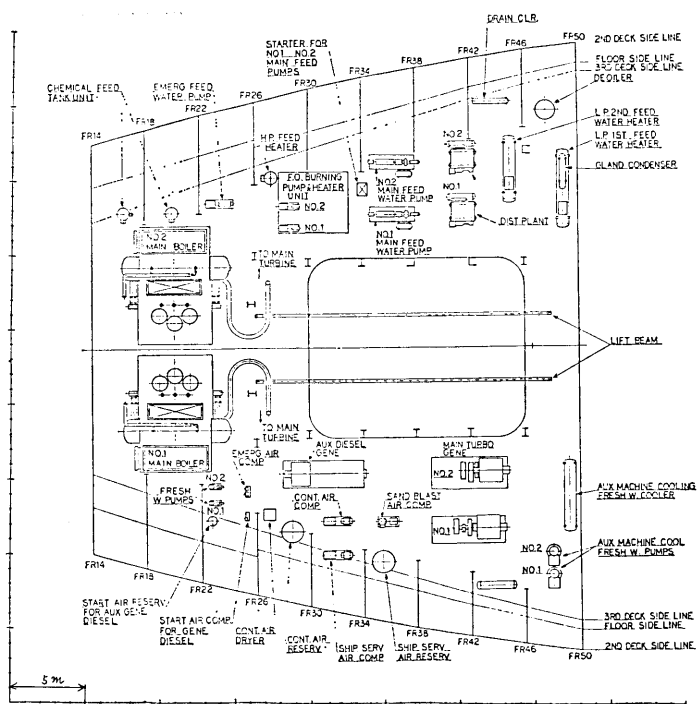 DRAIN CLR.
FR50
2ND DECK SIDE LINE
FR46
FR42
STARTER FOR
NO.1 NO.2
MAIN FEED
PUMPS
FR38
FLOOR SIDE LINE
3RD DECK SIDE LINE
DEOILER
FR34
FR30
CHEMICAL FEED
TANK UNIT
EMERG FEED
WATER PUMP
FR26
FR22
FR18
FR14
L.P. 2ND FEED
WATER HEATER
L.P. 1ST. FEED
WATER HEATER
GLAND CONDENSER
H.P. FEED
HEATER
F.O. BURNING
PUMP & HEATER
UNIT
NO.2
NO.1
NO.2
MAIN FEED
WATER PUMP
NO.1
MAIN FEED
WATER PUMP
NO.2
NO.1
DIST PLANT
NO.2
MAIN BOILER
TO MAIN
TURBINE
LIFT BEAM
TO MAIN
TURBINE
NO.1
MAIN BOILER
EMERG AIR
COMP
AUX DIESEL
GENE
MAIN TURBO
GENE
NO.2
NO.1
FRESH
W. PUMPS
NO.2
NO.1
CONT. AIR
COMP
SAND BLAST
AIR COMP
AUX MACHINE COOLING
FRESH W. COOLER
AUX MACHINE COOL
FRESH W. PUMPS
NO.2
NO.1
FR14
FR18
FR22
FR26
FR30
FR34
FR38
FR42
FR46
FR50
START AIR RESERV
FOR AUX GENE
DIESEL
START AIR COMP
FOR GENE
DIESEL
CONT. AIR
DRYER
CONT. AIR
RESERV
SHIP SERV
AIR COMP
SHIP SERV
AIR RESERV
3RD DECK SIDE LINE
FLOOR SIDE LINE
2ND DECK SIDE LINE
5 m